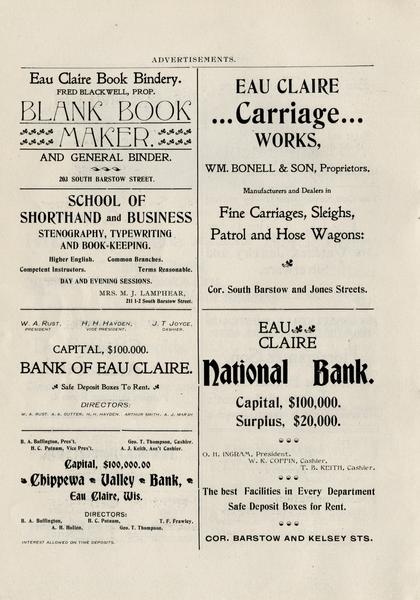 ADVERTISEMENTS.
Eau Claire Book Bindery.
FRED BLACKWELL, PROP.
BLANK BOOK
MAKER.
AND GENERAL BINDER.
203 SOUTH BARSTOW STREET.
SCHOOL OF
SHORTHAND and BUSINESS
STENOGRAPHY, TYPEWRITING
AND BOOK-KEEPING.
Higher English. Common Branches.
Competent Instructors. Terms Reasonable.
DAY AND EVENING SESSIONS.
MRS. M. J. LAMPHEAR,
211 1-2 South Barstow Street.
W. A. RUST, H. H. HAYDEN, J. T. JOYCE,
PRESIDENT VICE PRESIDENT. CASHIER.
CAPITAL, $100.000.
BANK OF EAU CLAIRE.
Safe Deposit Boxes To Rent.
DIRECTORS:
W. A. RUST, A. A. CUTTER, H. H. HAYDEN, ARTHUR SMITH, A. J. MARSH
B. A. Buffington, Pres't. Geo. T. Thompson, Cashier.
H. C. Putnam, Vice Pres't. A. J. Keith, Ass't Cashier.
Capital, $100,000.00
Chippewa Valley Bank,
Eau Claire, Wis.
DIRECTORS:
B. A. Buffington, H. C. Putnam, T. F. Frawley,
A. H. Hollen, Geo. T. Thompson.
INTEREST ALLOWED ON TIME DEPOSITS.
EAU CLAIRE
...Carriage...
WORKS,
WM. BONELL & SON, Proprietors.
Manufacturers and Dealers in
Fine Carriages, Sleighs,
Patrol and Hose Wagons:
Cor. South Barstow and Jones Streets.
EAU
CLAIRE
National Bank.
Capital, $100,000.
Surplus, $20,000.
O. H. INGRAM, President.
W. K. COFFIN, Cashier.
T. B. KEITH, Cashier.
The best Facilities in Every Department
Safe Deposit Boxes for Rent.
COR. BARSTOW AND KELSEY STS.